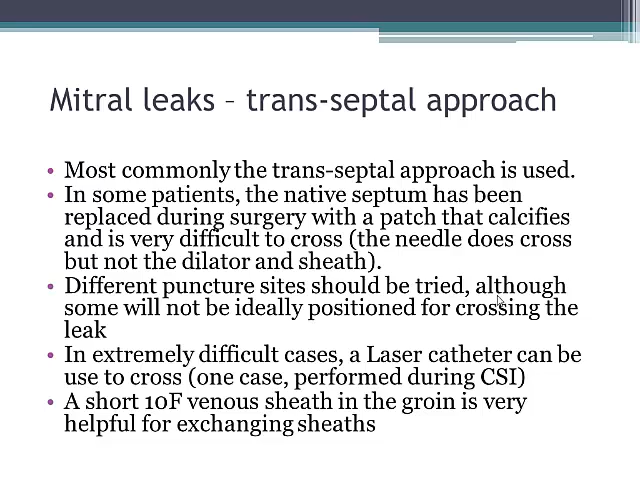 Mitral leaks – trans-septal approach
• Most commonly the trans-septal approach is used.
• In some patients, the native septum has been
replaced during surgery with a patch that calcifies
and is very difficult to cross (the needle does cross
but not the dilator and sheath).
• Different puncture sites should be tried, although
some will not be ideally positioned for crossing the
leak
• In extremely difficult cases, a Laser catheter can be
use to cross (one case, performed during CSI)
• A short 10F venous sheath in the groin is very
helpful for exchanging sheaths